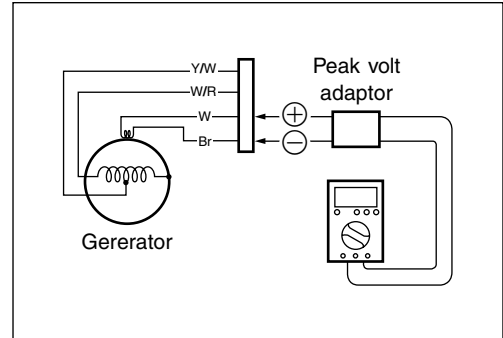 Y/W
W/R
W
Br
+
−
Peak volt
adaptor
Gererator